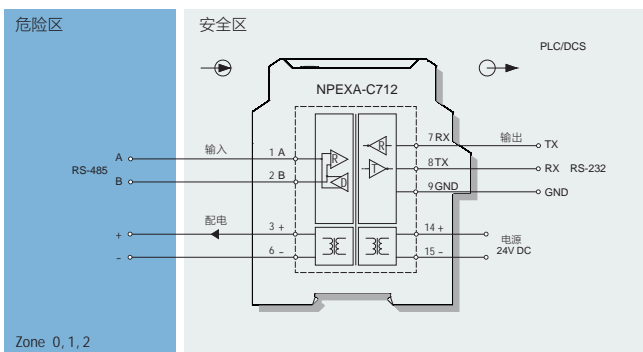 危险区
安全区
PLC/DCS
NPEXA-C712
输入
7 RX
输出
TX
A
1 A
R
R
RS-485
8 TX
RX RS-232
T
B
2 B
D
9 GND
GND
配电
+
3 +
14 +
电源
24V DC
-
6 -
15 -
Zone 0,1,2